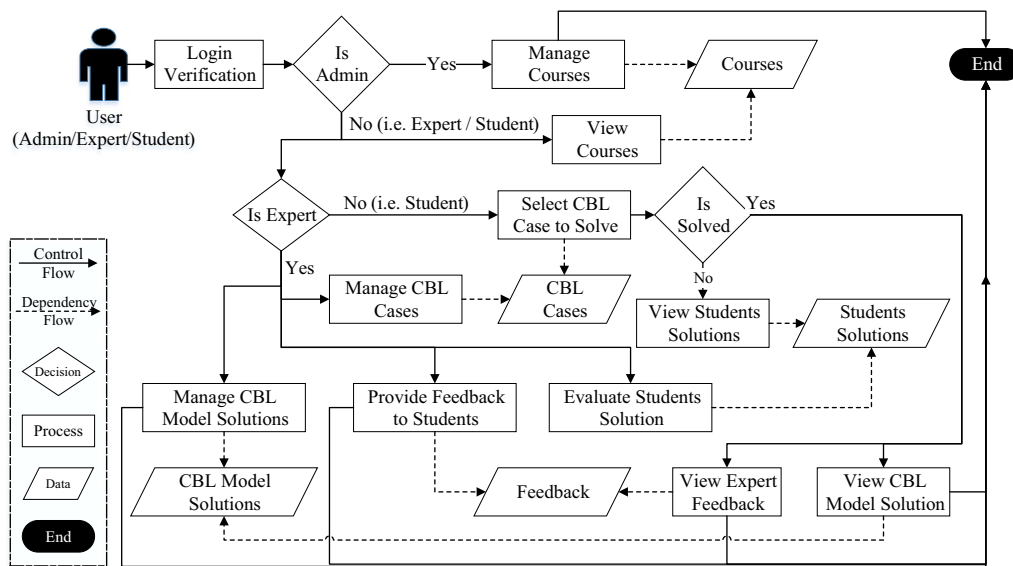 Is
Admin
Login
Verification
Yes
Manage
Courses
Courses
End
User
(Admin/Expert/Student)
No (i.e. Expert / Student)
View
Courses
Is Expert
No (i.e. Student)
Select CBL
Case to Solve
Is
Solved
Yes
Yes
No
Manage CBL
Cases
CBL
Cases
View Students
Solutions
Students
Solutions
Manage CBL
Model Solutions
Provide Feedback
to Students
Evaluate Students
Solution
CBL Model
Solutions
Feedback
View Expert
Feedback
View CBL
Model Solution
Control
Flow
Dependency
Flow
Decision
Process
Data
End